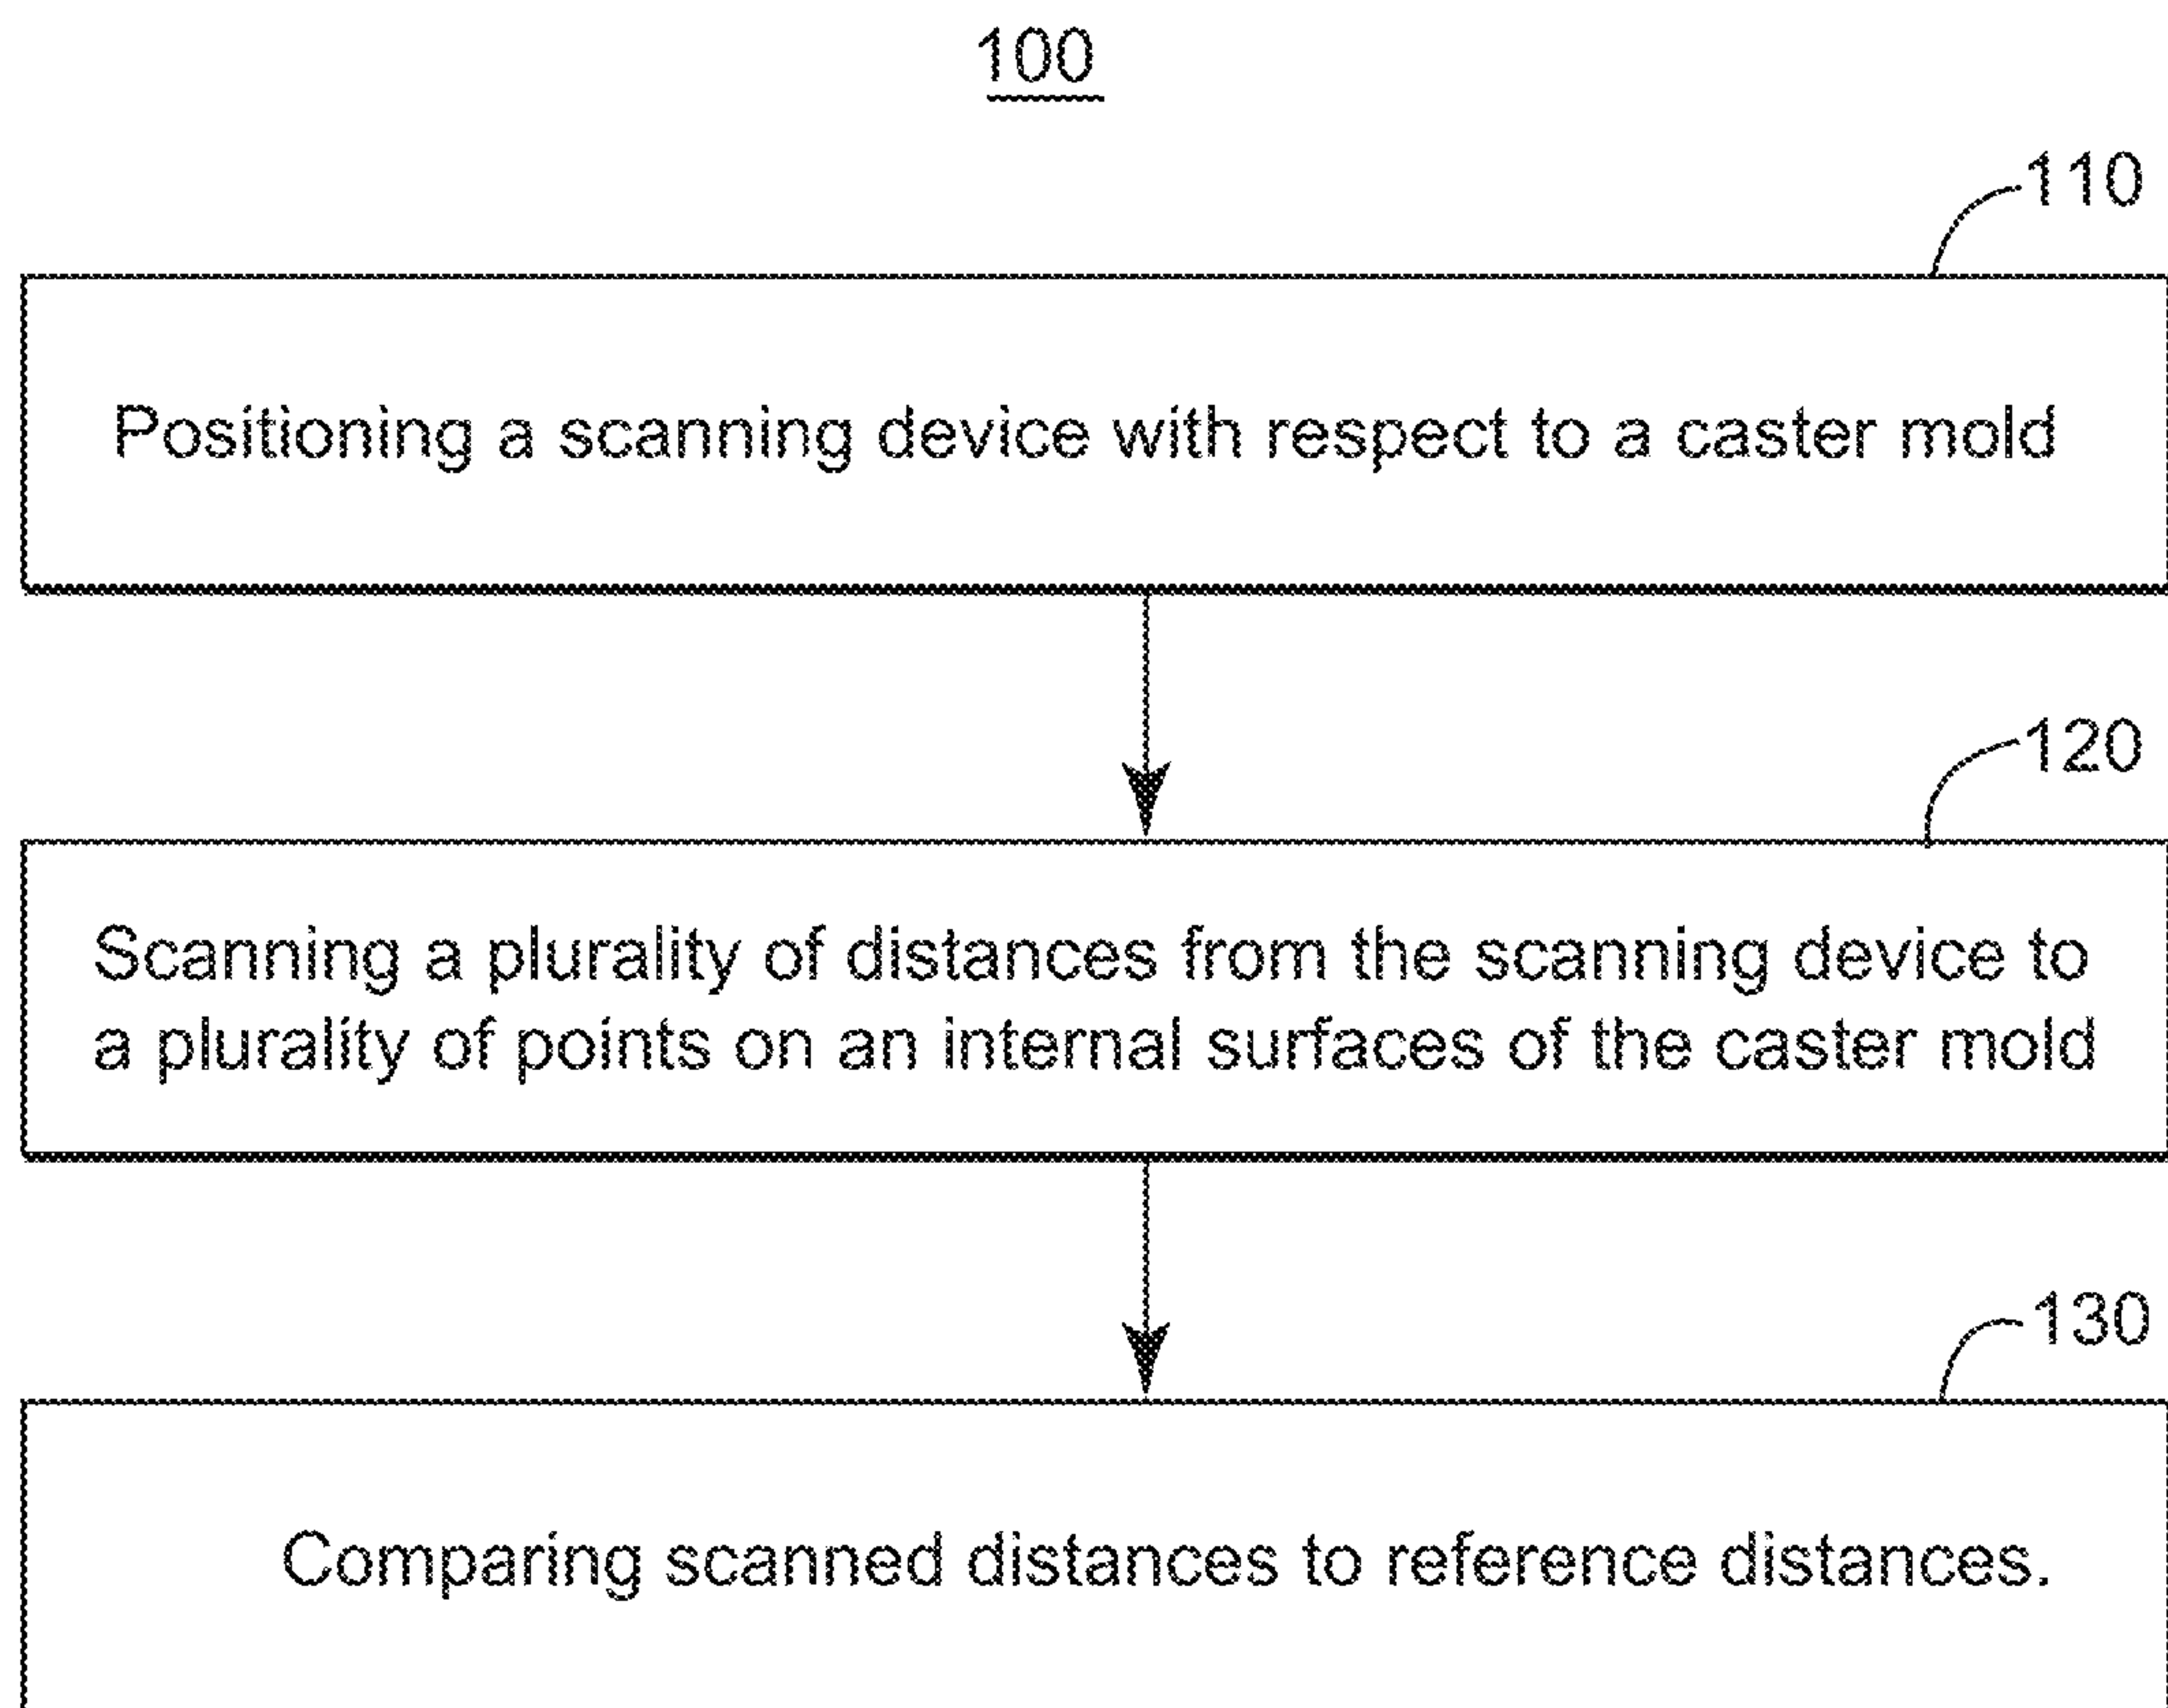 100
110
Positioning a scanning device with respect to a caster mold
120
Scanning a plurality of distances from the scanning device to
a plurality of points on an internal surfaces of the caster mold
130
Comparing scanned distances to reference distances.